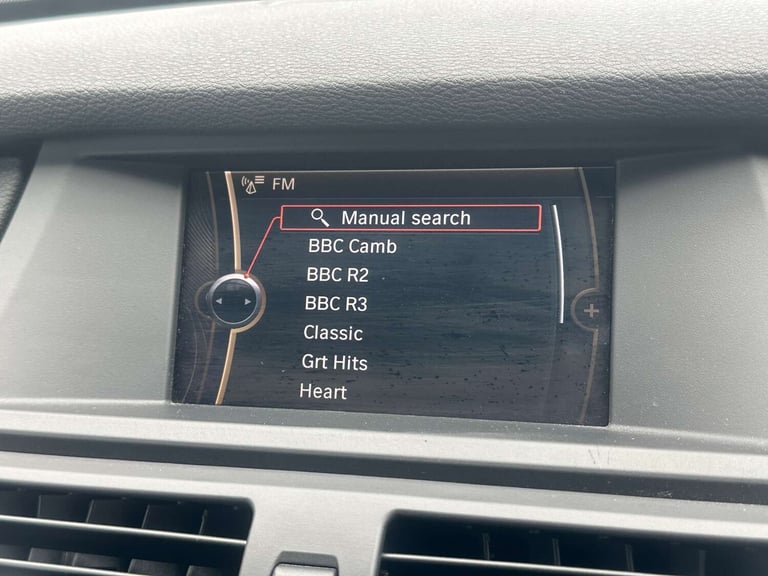 FM
Manual search
BBC Camb
BBC R2
BBC R3
Classic
Grt Hits
Heart